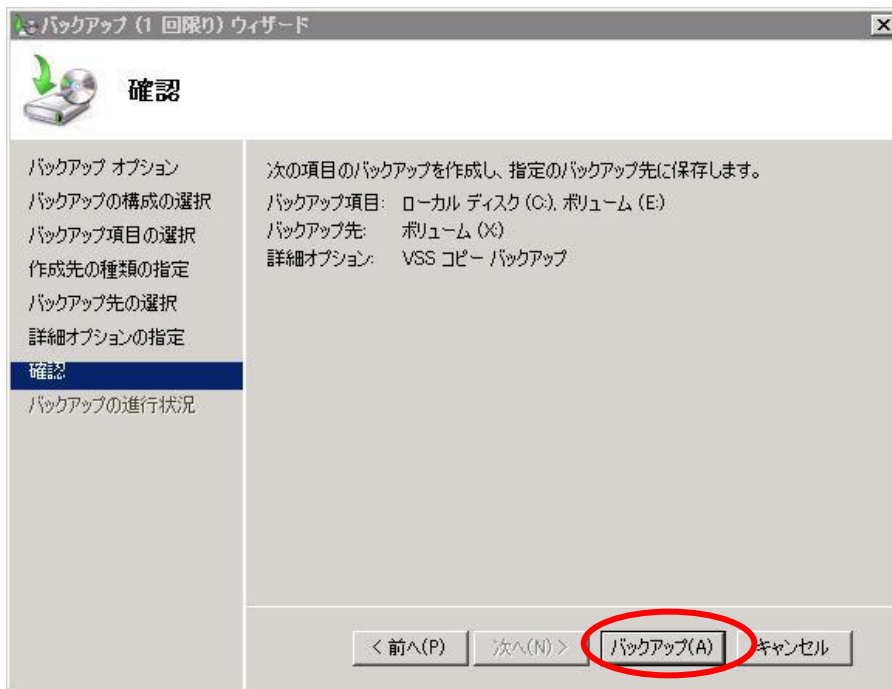 バックアップ (1 回限り) ウィザード
確認
バックアップ オプション
バックアップの構成の選択
バックアップ項目の選択
作成先の種類の指定
バックアップ先の選択
詳細オプションの指定
確認
バックアップの進行状況
次の項目のバックアップを作成し、指定のバックアップ先に保存します。
バックアップ項目: ローカル ディスク (C:), ボリューム (E:)
バックアップ先: ボリューム (X:)
詳細オプション: VSS コピー バックアップ
< 前へ(P) 次へ(N) > バックアップ(A) キャンセル